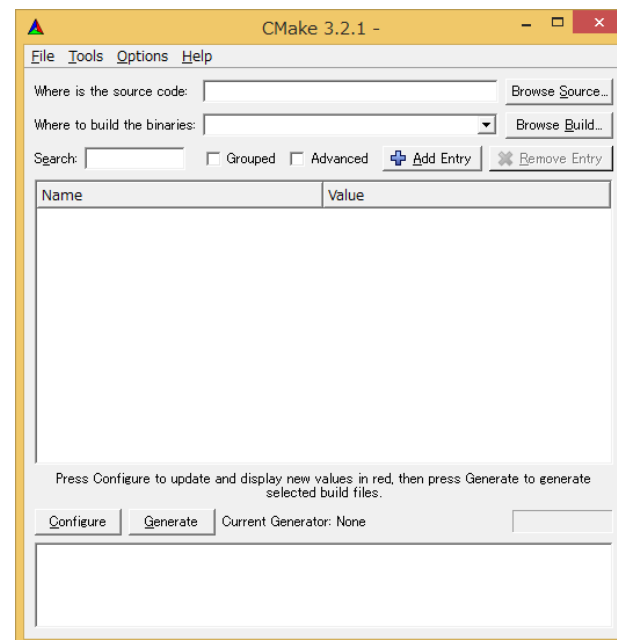 CMake 3.2.1 -
File Tools Options Help
Where is the source code: Browse Source...
Where to build the binaries: Browse Build...
Search: Grouped Advanced Add Entry Remove Entry
Name Value
Press Configure to update and display new values in red, then press Generate to generate
selected build files.
Configure Generate Current Generator: None